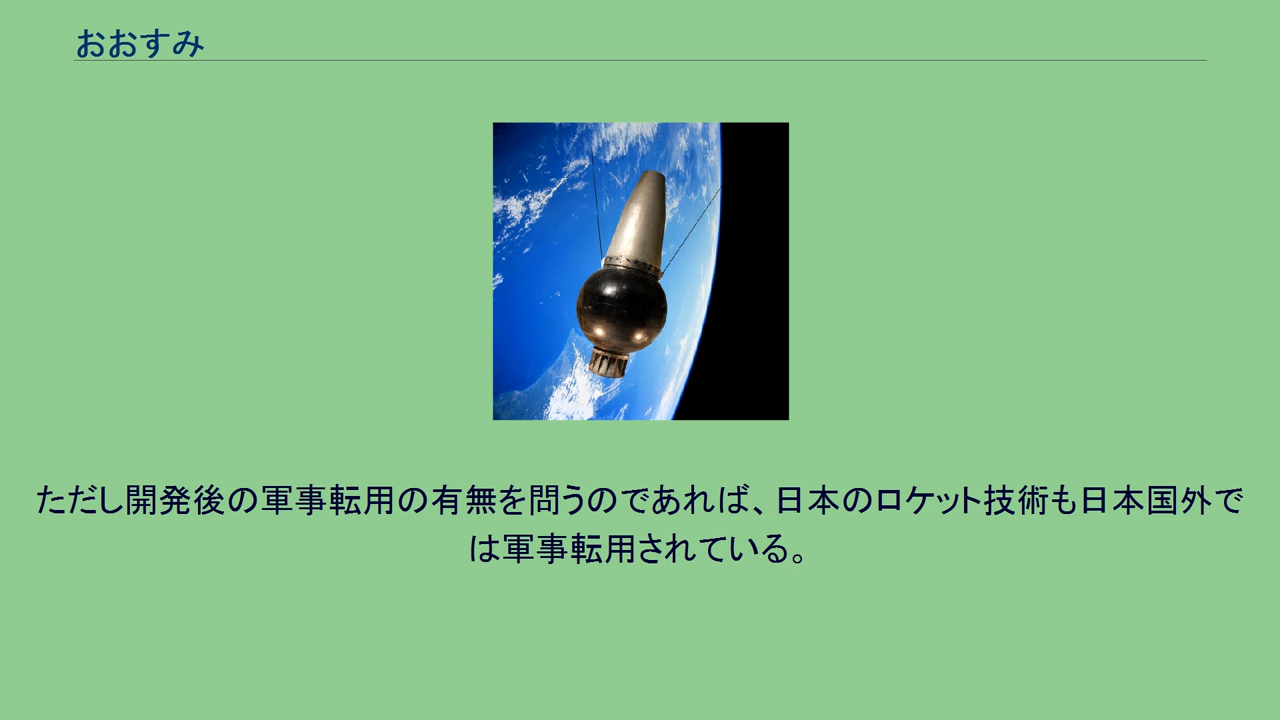 おおすみ
ただし開発後の軍事転用の有無を問うのであれば、日本のロケット技術も日本国外で
は軍事転用されている。